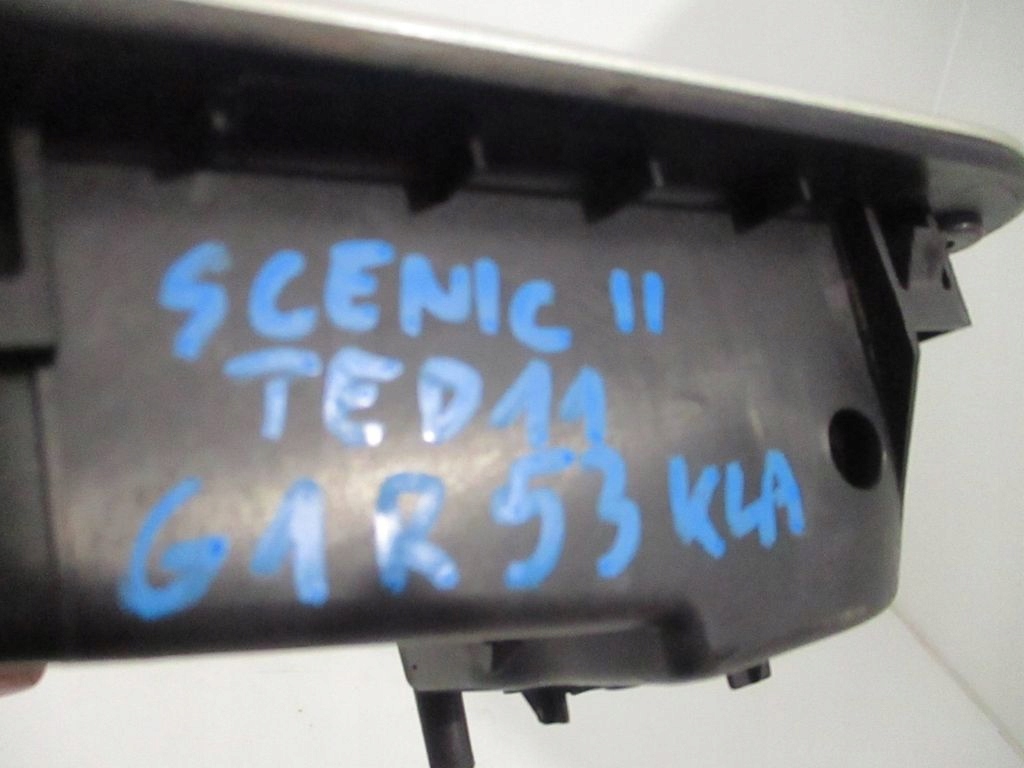 SCENIC II
TED11
G1R53 KLA